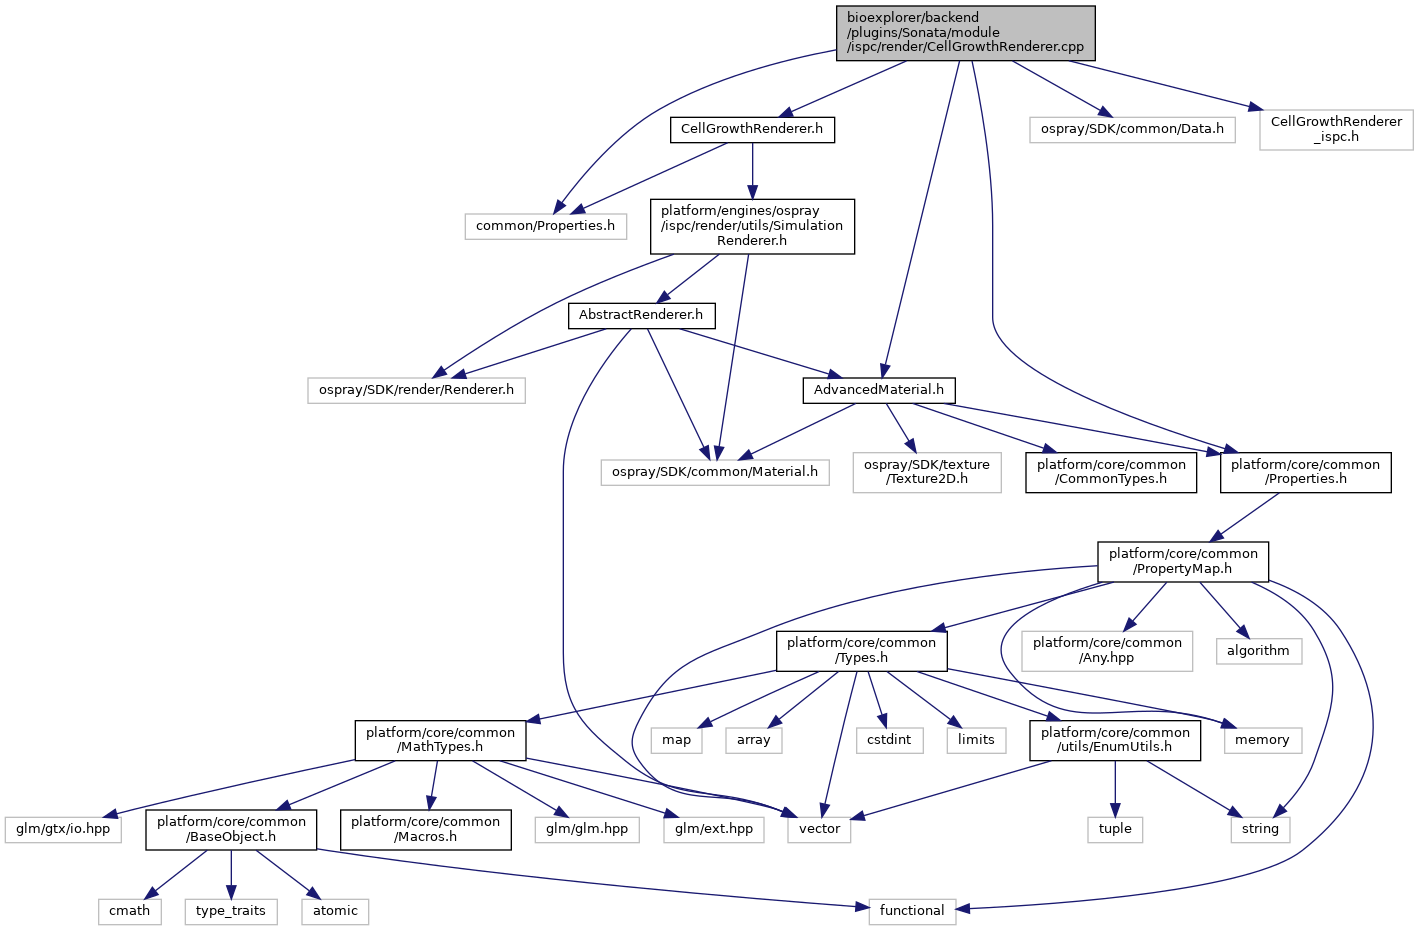 bioexplorer/backend
/plugins/Sonata/module
/ispc/render/CellGrowthRenderer.cpp
CellGrowthRenderer.h
ospray/SDK/common/Data.h
CellGrowthRenderer
_ispc.h
common/Properties.h
platform/engines/ospray
/ispc/render/utils/Simulation
Renderer.h
AbstractRenderer.h
ospray/SDK/render/Renderer.h
AdvancedMaterial.h
ospray/SDK/common/Material.h
ospray/SDK/texture
/Texture2D.h
platform/core/common
/CommonTypes.h
platform/core/common
/Properties.h
platform/core/common
/PropertyMap.h
platform/core/common
/Types.h
platform/core/common
/Any.hpp
algorithm
platform/core/common
/MathTypes.h
map
array
cstdint
limits
platform/core/common
/utils/EnumUtils.h
memory
glm/gtx/io.hpp
platform/core/common
/BaseObject.h
platform/core/common
/Macros.h
glm/glm.hpp
glm/ext.hpp
vector
tuple
string
cmath
type_traits
atomic
functional